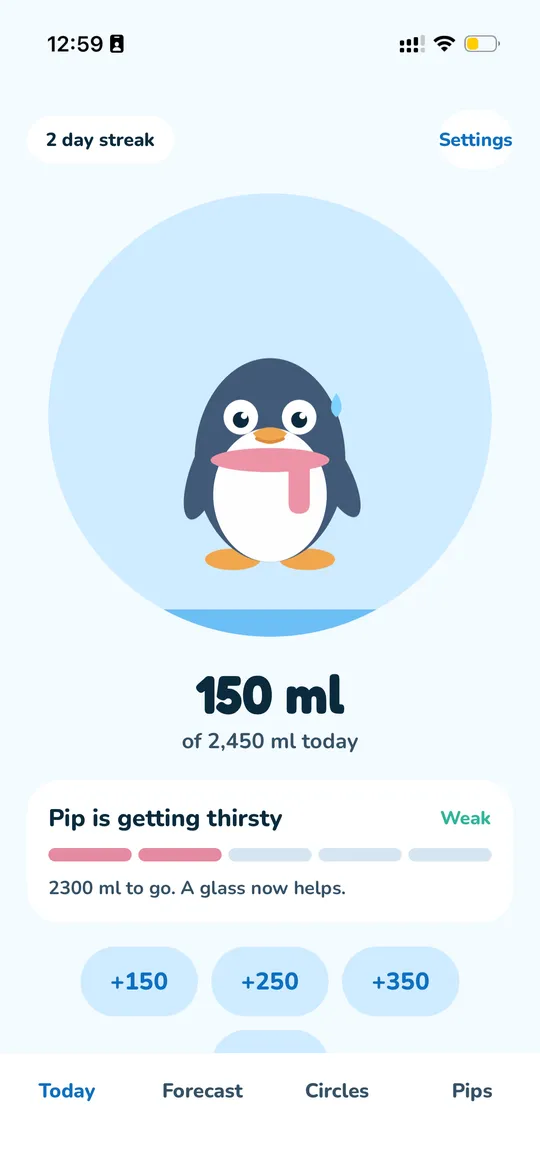 12:59
2 day streak
Settings
150 ml
of 2,450 ml today
Pip is getting thirsty
Weak
2300 ml to go. A glass now helps.
+150
+250
+350
Today
Forecast
Circles
Pips